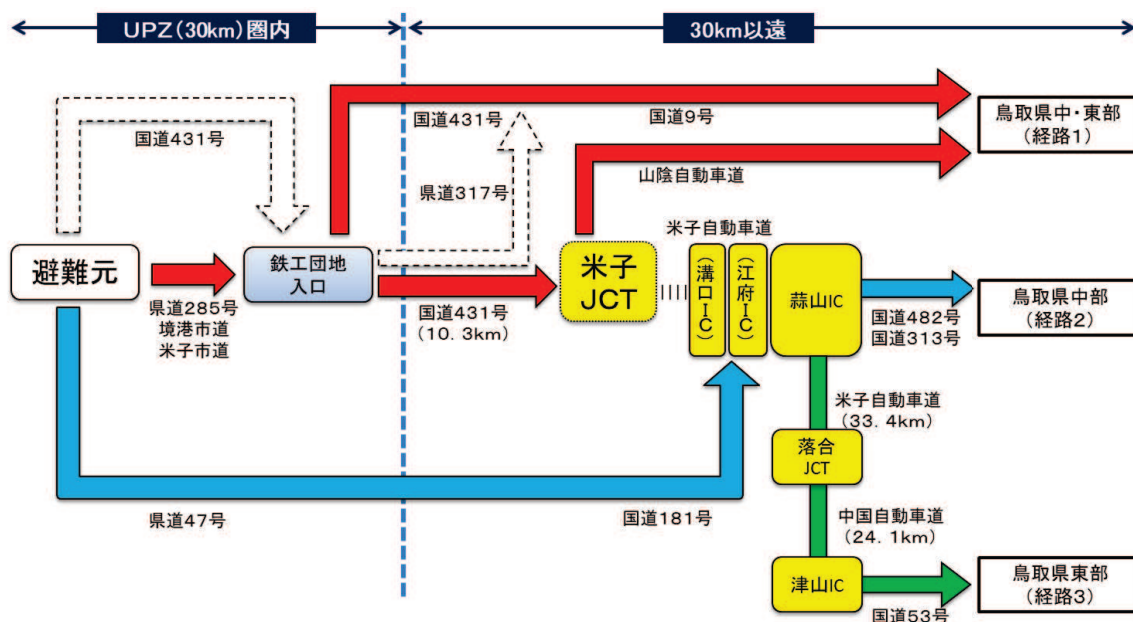 UPZ(30km)圏内
30km以遠
国道431号
国道431号
国道9号
鳥取県中・東部
(経路1)
県道317号
山陰自動車道
避難元
県道285号
境港市道
米子市道
鉄工団地
入口
国道431号
(10.3km)
米子
JCT
米子自動車道
(溝口IC)
(江府IC)
蒜山IC
国道482号
国道313号
鳥取県中部
(経路2)
米子自動車道
(33.4km)
落合
JCT
県道47号
国道181号
中国自動車道
(24.1km)
津山IC
国道53号
鳥取県東部
(経路3)